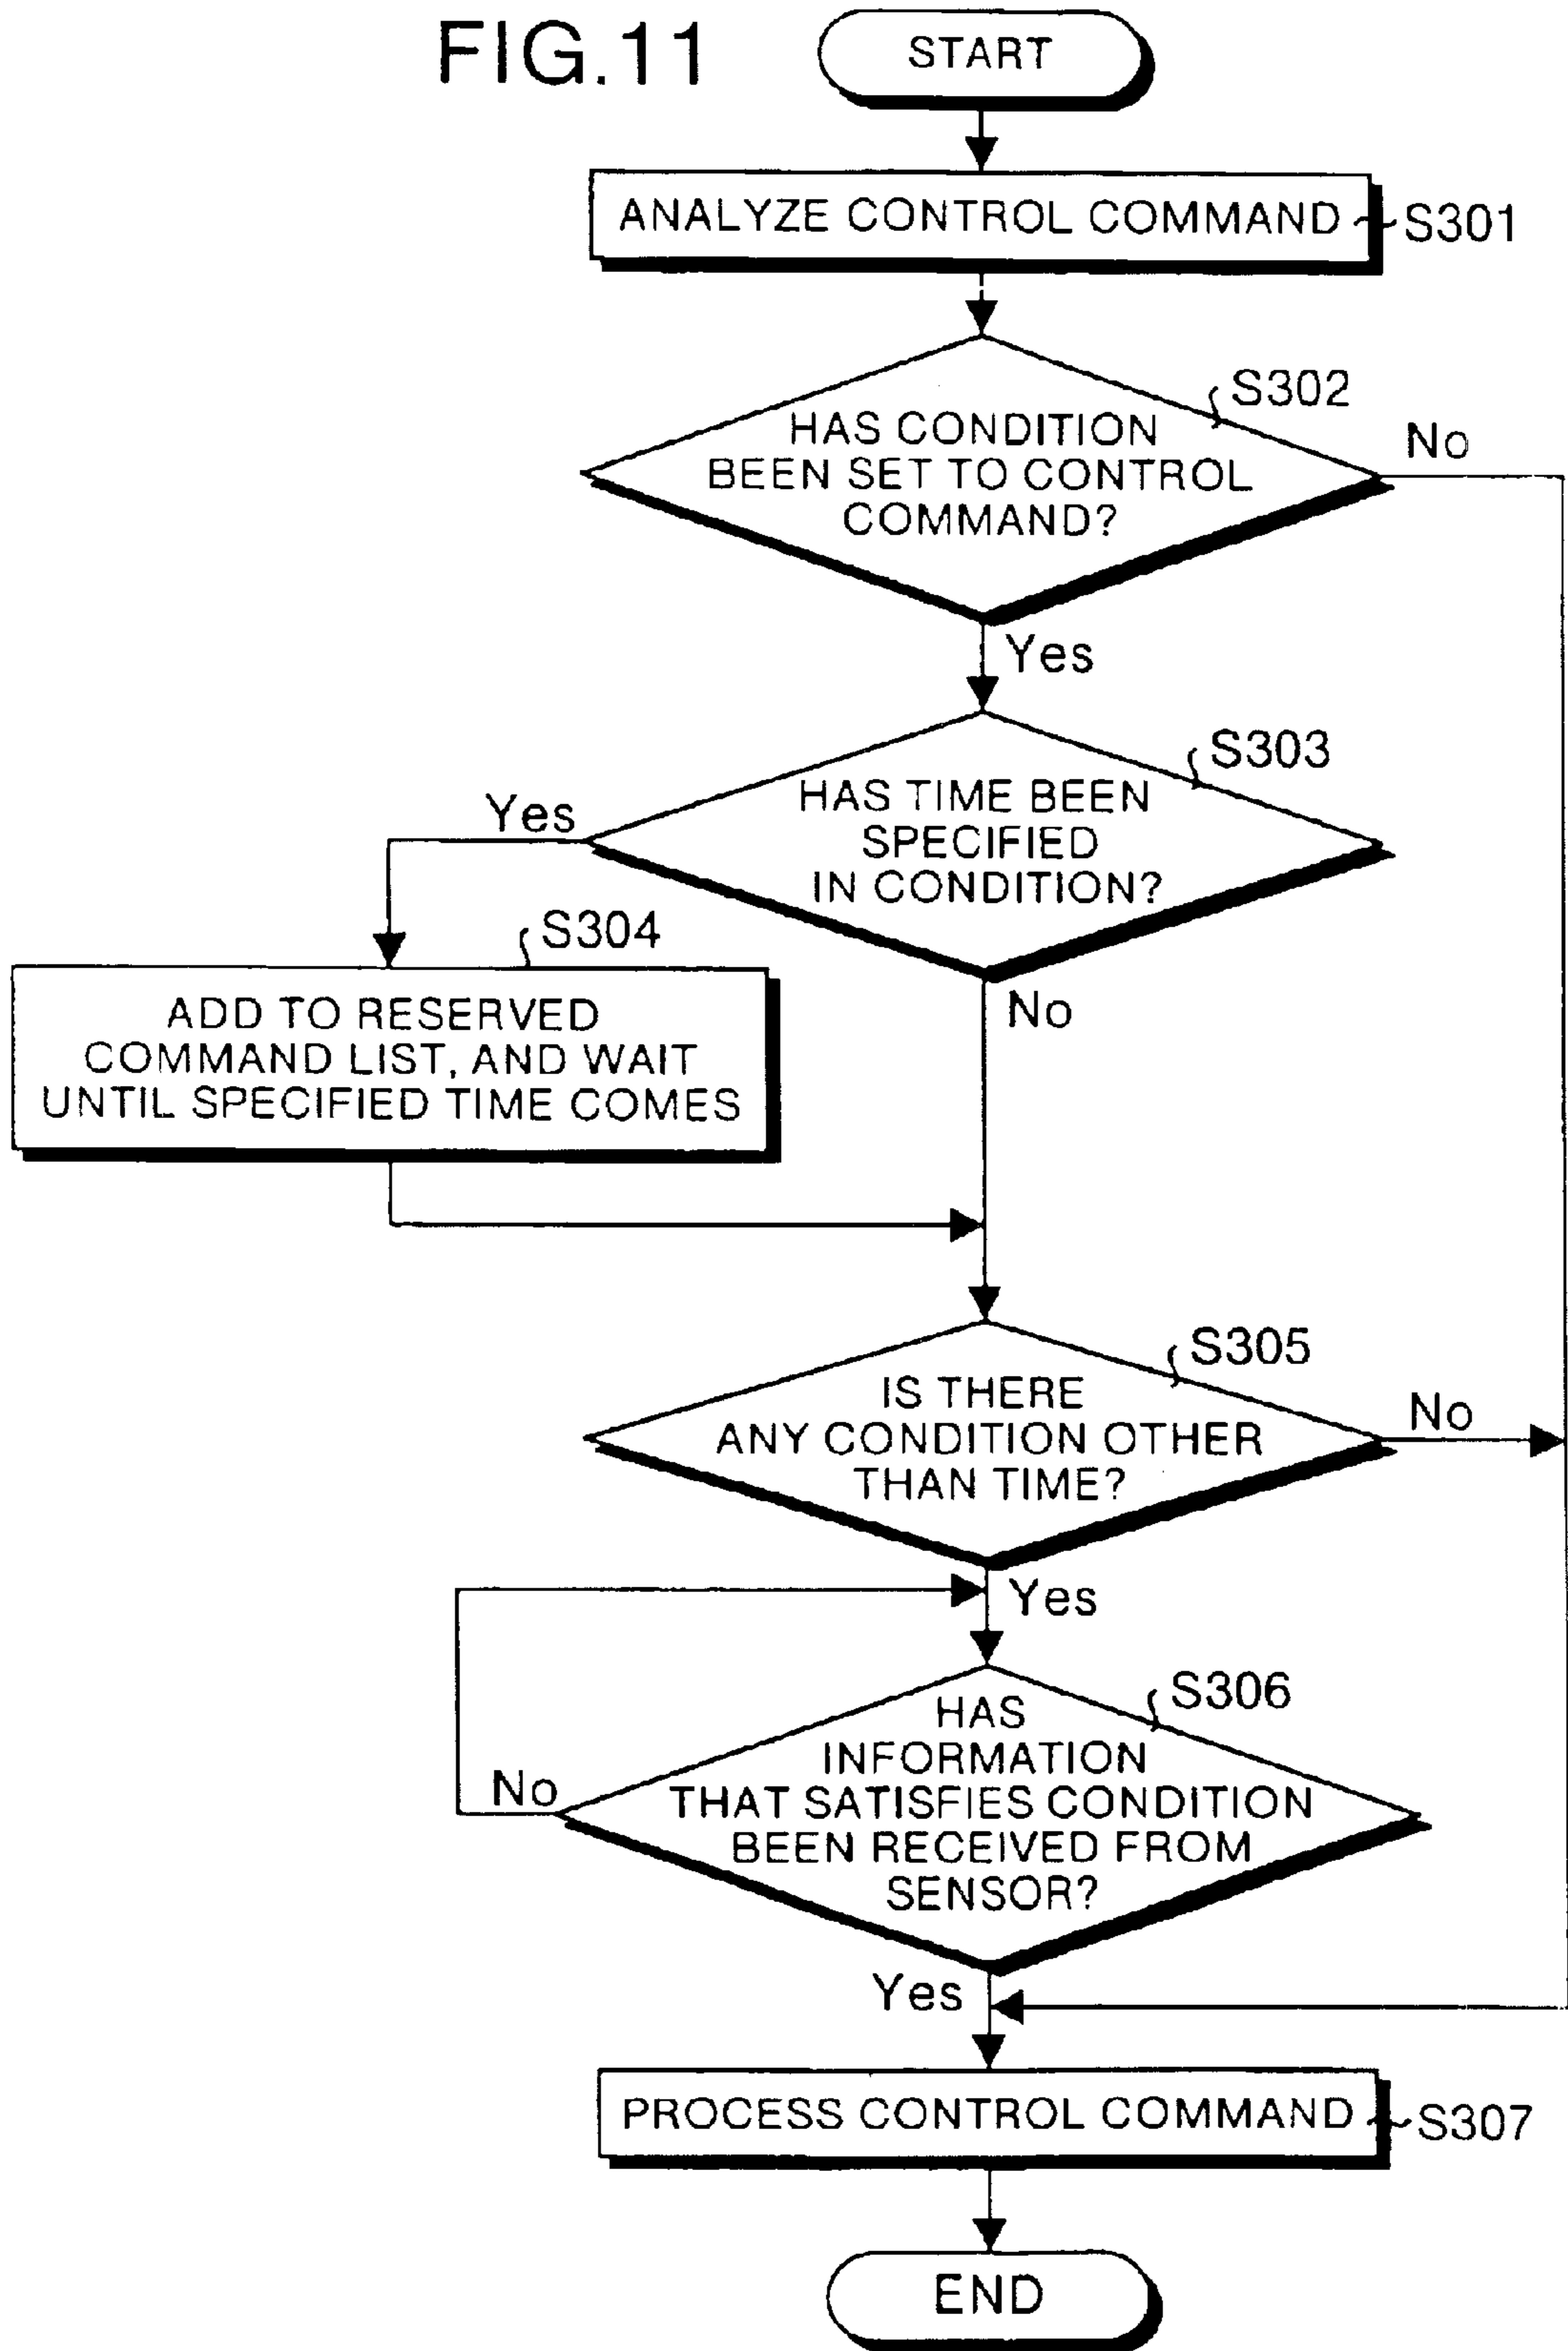 FIG.11
START
ANALYZE CONTROL COMMAND
S301
S302
HAS CONDITION
BEEN SET TO CONTROL
COMMAND?
No
Yes
S303
HAS TIME BEEN
SPECIFIED
IN CONDITION?
Yes
S304
ADD TO RESERVED
COMMAND LIST, AND WAIT
UNTIL SPECIFIED TIME COMES
No
S305
IS THERE
ANY CONDITION OTHER
THAN TIME?
No
Yes
S306
HAS
INFORMATION
THAT SATISFIES CONDITION
BEEN RECEIVED FROM
SENSOR?
No
Yes
PROCESS CONTROL COMMAND
S307
END